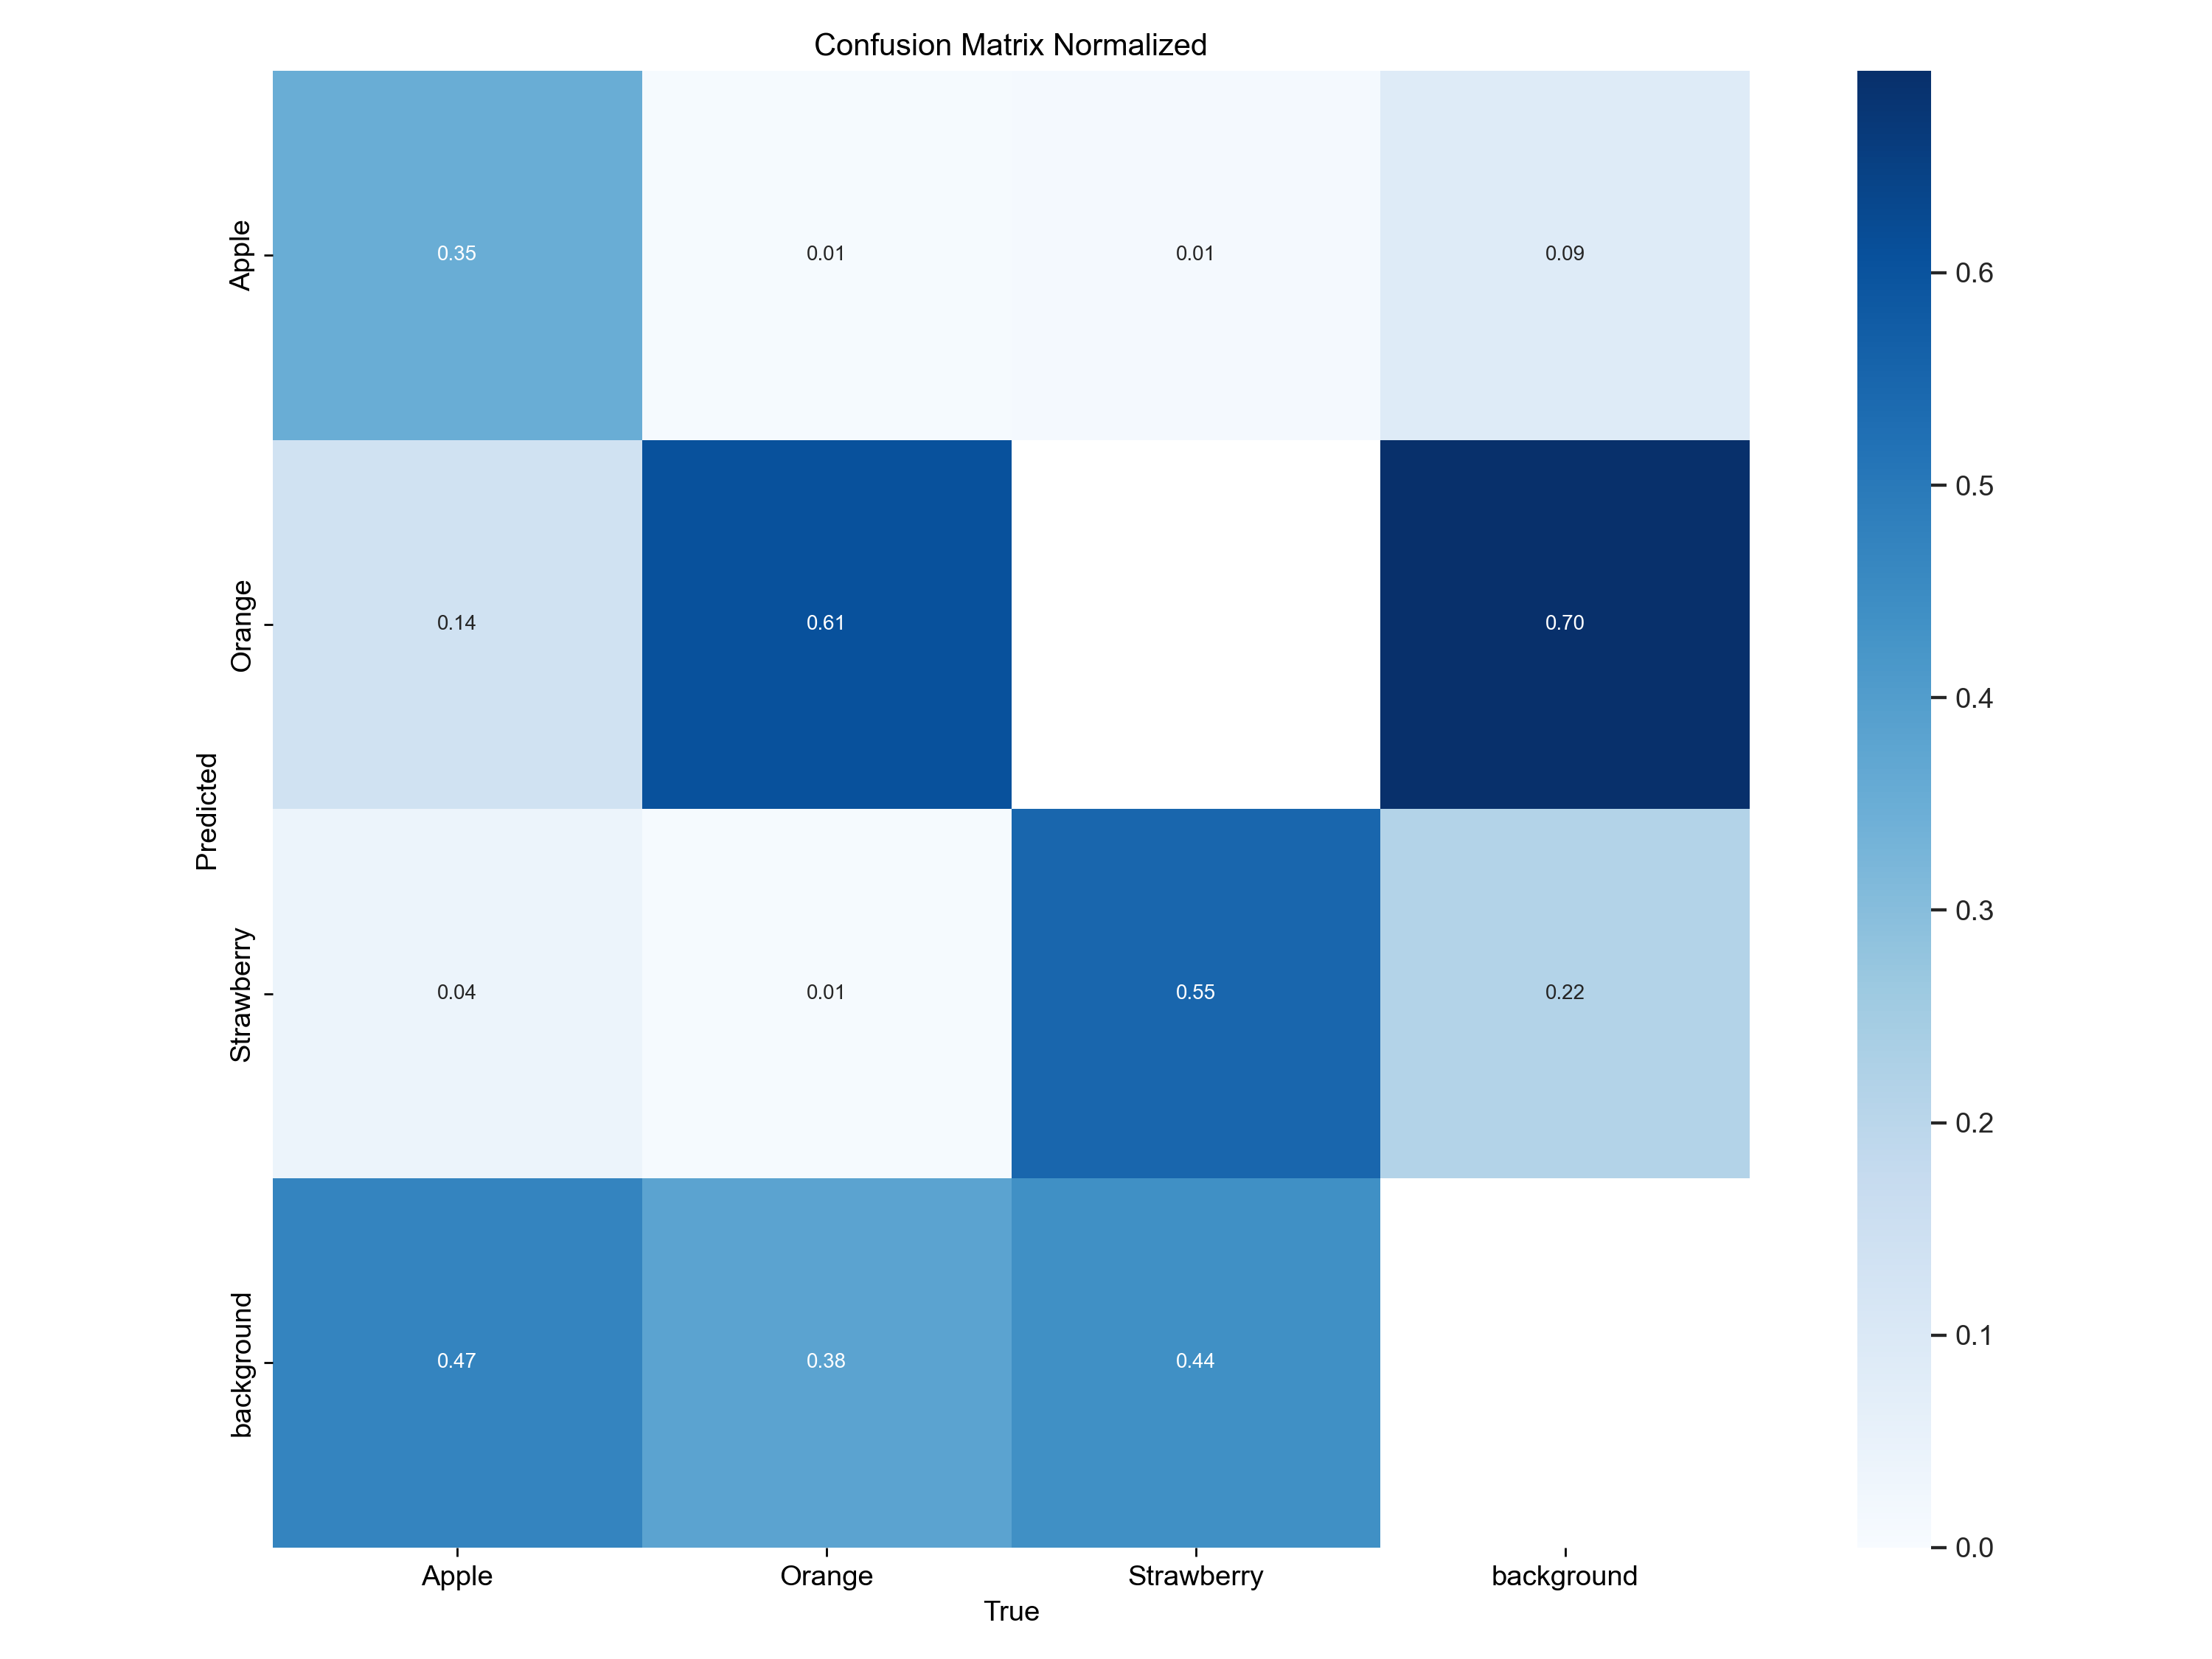 Confusion Matrix Normalized
Apple 0.35 0.01 0.01 0.09
Orange 0.14 0.61 0.70
Strawberry 0.04 0.01 0.55 0.22
background 0.47 0.38 0.44
Apple Orange Strawberry background
True
Predicted
0.6
0.5
0.4
0.3
0.2
0.1
0.0